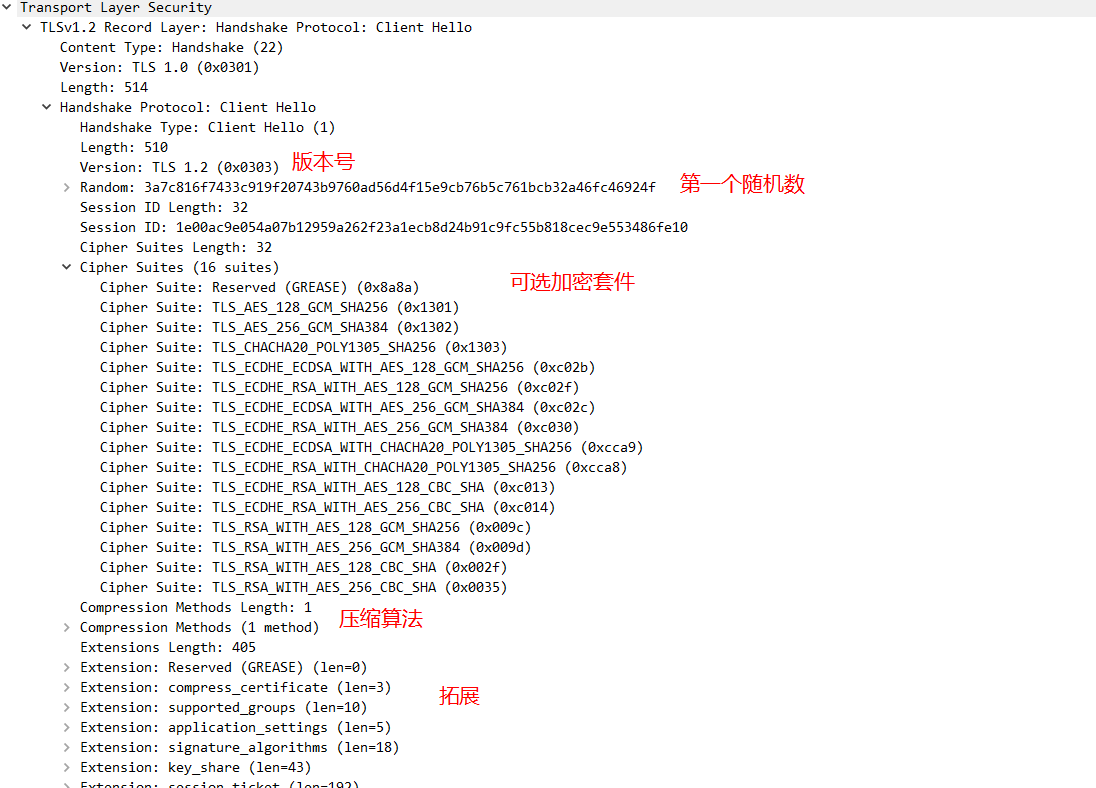 Transport Layer Security
TLSv1.2 Record Layer: Handshake Protocol: Client Hello
Content Type: Handshake (22)
Version: TLS 1.0 (0x0301)
Length: 514
Handshake Protocol: Client Hello
Handshake Type: Client Hello (1)
Length: 510
Version: TLS 1.2 (0x0303) 版本号
Random: 3a7c816f7433c919f20743b9760ad56d4f15e9cb76b5c761bcb32a46fc46924f 第一个随机数
Session ID Length: 32
Session ID: 1e00ac9e054a07b12959a262f23a1ecb8d24b91c9fc55b818cec9e553486fe10
Cipher Suites Length: 32
Cipher Suites (16 suites)
可选加密套件
Cipher Suite: Reserved (GREASE) (0x8a8a)
Cipher Suite: TLS_AES_128_GCM_SHA256 (0x1301)
Cipher Suite: TLS_AES_256_GCM_SHA384 (0x1302)
Cipher Suite: TLS_CHACHA20_POLY1305_SHA256 (0x1303)
Cipher Suite: TLS_ECDHE_ECDSA_WITH_AES_128_GCM_SHA256 (0xc02b)
Cipher Suite: TLS_ECDHE_RSA_WITH_AES_128_GCM_SHA256 (0xc02f)
Cipher Suite: TLS_ECDHE_ECDSA_WITH_AES_256_GCM_SHA384 (0xc02c)
Cipher Suite: TLS_ECDHE_RSA_WITH_AES_256_GCM_SHA384 (0xc030)
Cipher Suite: TLS_ECDHE_ECDSA_WITH_CHACHA20_POLY1305_SHA256 (0xcca9)
Cipher Suite: TLS_ECDHE_RSA_WITH_CHACHA20_POLY1305_SHA256 (0xcca8)
Cipher Suite: TLS_ECDHE_RSA_WITH_AES_128_CBC_SHA (0xc013)
Cipher Suite: TLS_ECDHE_RSA_WITH_AES_256_CBC_SHA (0xc014)
Cipher Suite: TLS_RSA_WITH_AES_128_GCM_SHA256 (0x009c)
Cipher Suite: TLS_RSA_WITH_AES_256_GCM_SHA384 (0x009d)
Cipher Suite: TLS_RSA_WITH_AES_128_CBC_SHA (0x002f)
Cipher Suite: TLS_RSA_WITH_AES_256_CBC_SHA (0x0035)
Compression Methods Length: 1
Compression Methods (1 method) 压缩算法
Extensions Length: 405
Extension: Reserved (GREASE) (len=0)
Extension: compress_certificate (len=3)
拓展
Extension: supported_groups (len=10)
Extension: application_settings (len=5)
Extension: signature_algorithms (len=18)
Extension: key_share (len=43)
Extension: session_ticket (len=192)